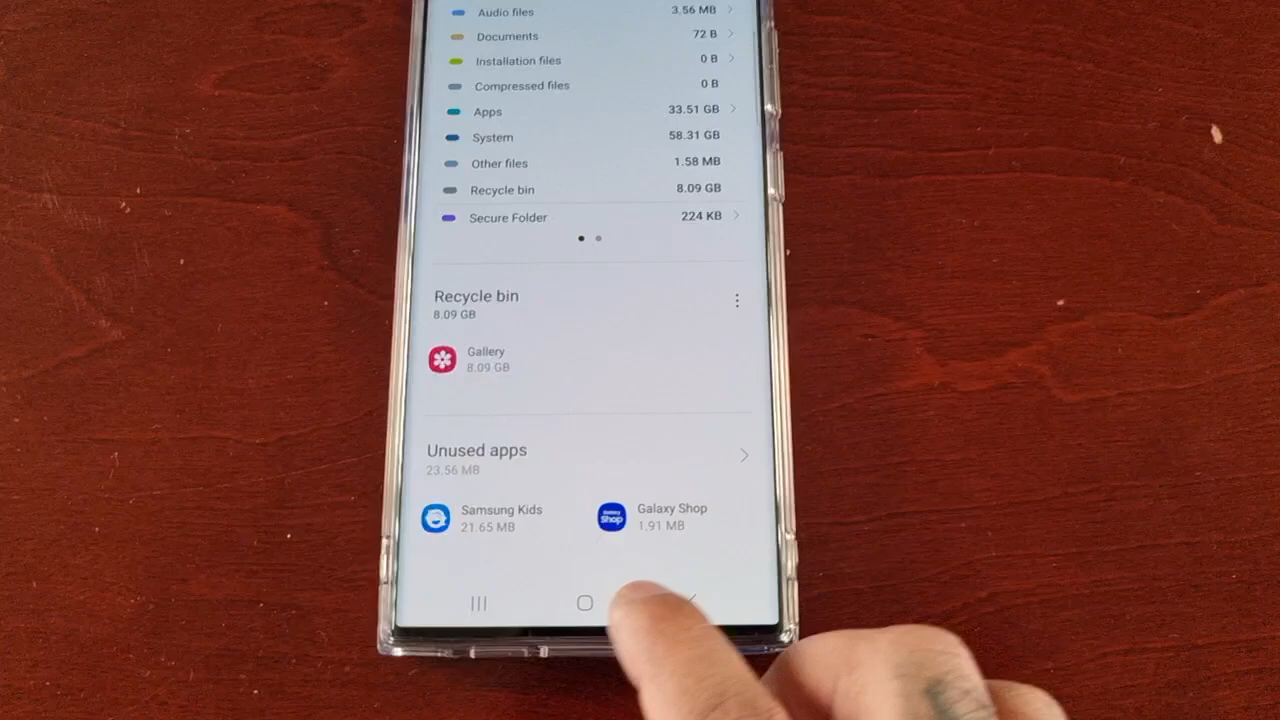 Audio files 3.56 MB
Documents 72 B
Installation files 0 B
Compressed files 0 B
Apps 33.51 GB
System 58.31 GB
Other files 1.58 MB
Recycle bin 8.09 GB
Secure Folder 224 KB
Recycle bin
8.09 GB
Gallery
8.09 GB
Unused apps
23.56 MB
Samsung Kids
21.65 MB
Galaxy Shop
Shop
1.91 MB